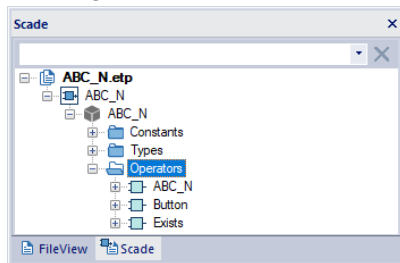 Scade
ABC_N.etp
ABC_N
ABC_N
Constants
Types
Operators
ABC_N
Button
Exists
FileView Scade